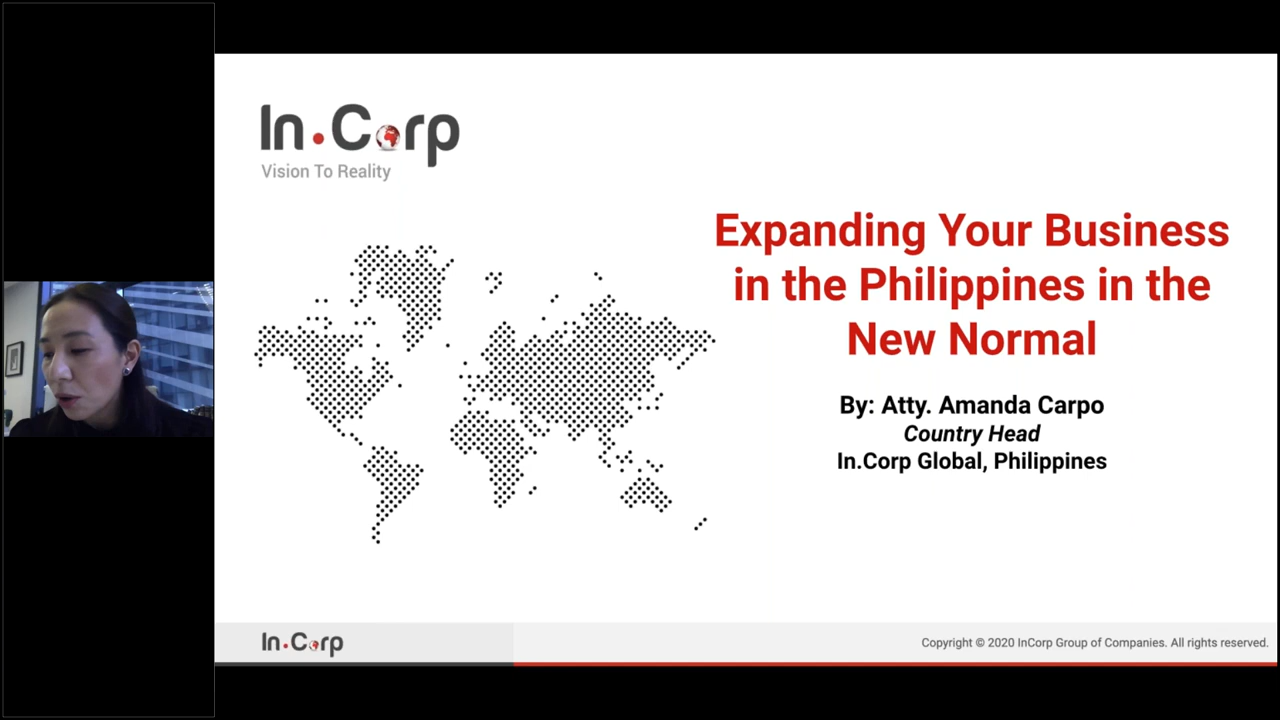 In.Corp
Vision To Reality
Expanding Your Business
in the Philippines in the
New Normal
By: Atty. Amanda Carpo
Country Head
In.Corp Global, Philippines
In.Corp
Copyright © 2020 InCorp Group of Companies. All rights reserved.